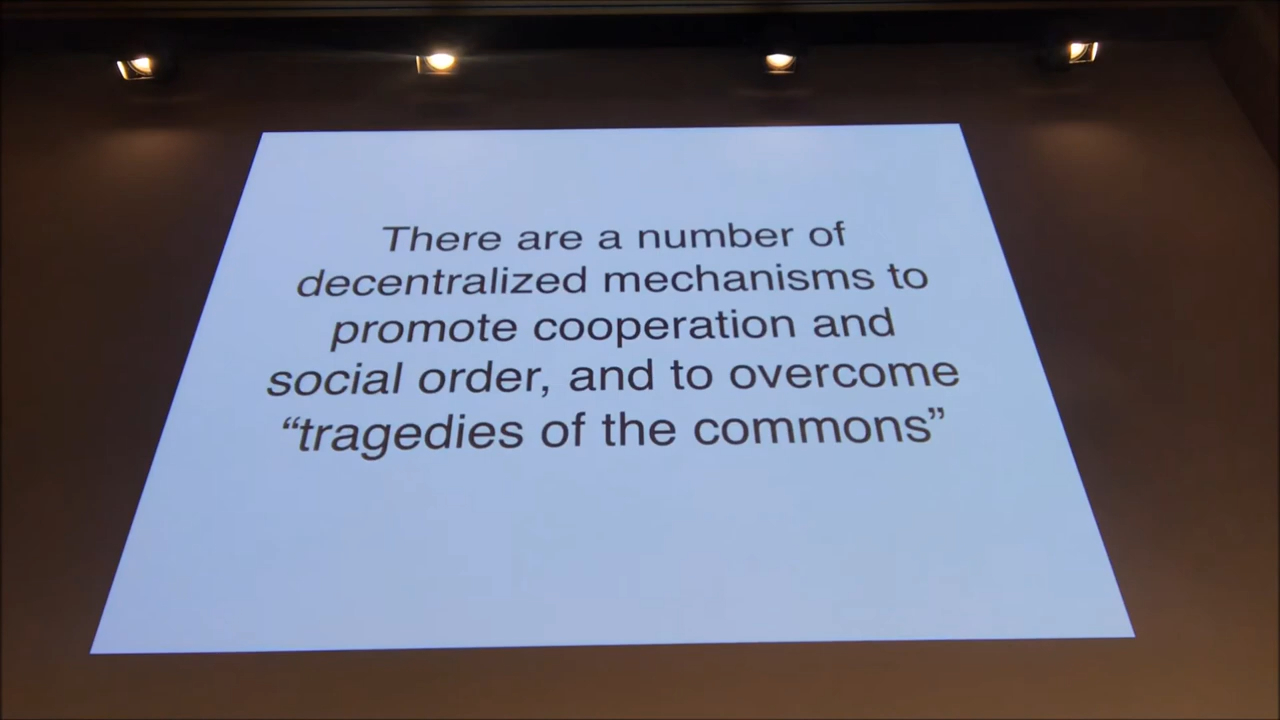 There are a number of
decentralized mechanisms to
promote cooperation and
social order, and to overcome
“tragedies of the commons”